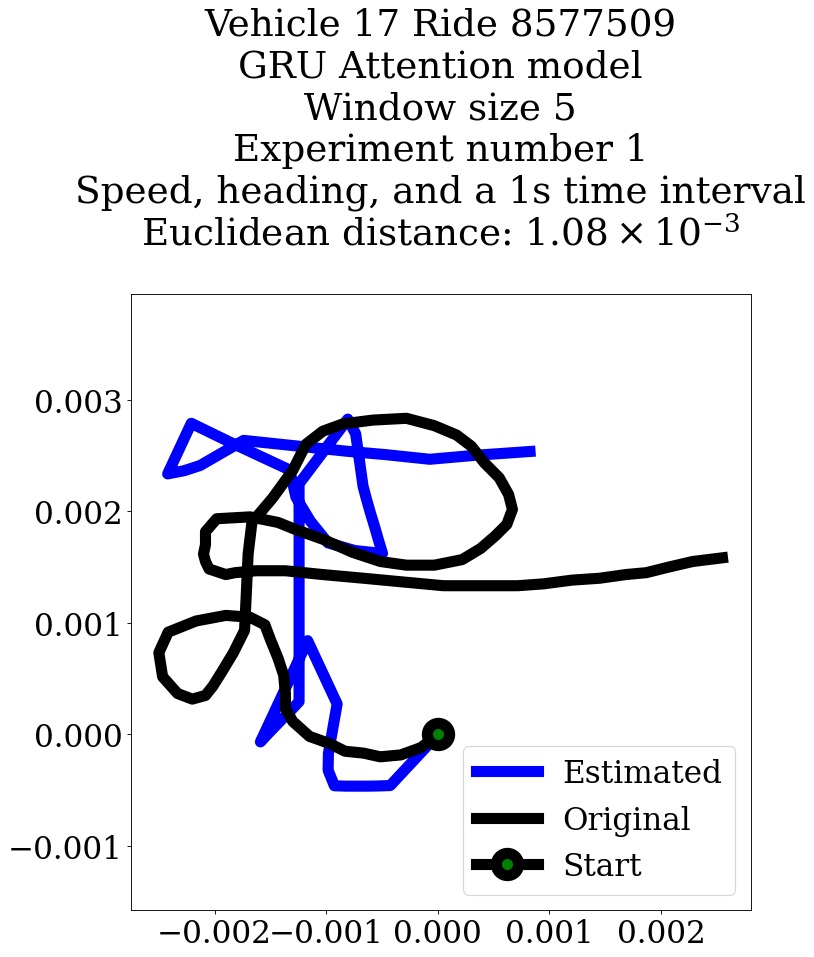 Vehicle 17 Ride 8577509
GRU Attention model
Window size 5
Experiment number 1
Speed, heading, and a 1s time interval
Euclidean distance: 1.08 × 10⁻³
0.003
0.002
0.001
0.000
−0.001
−0.002
−0.001
0.000
0.001
0.002
Estimated
Original
Start